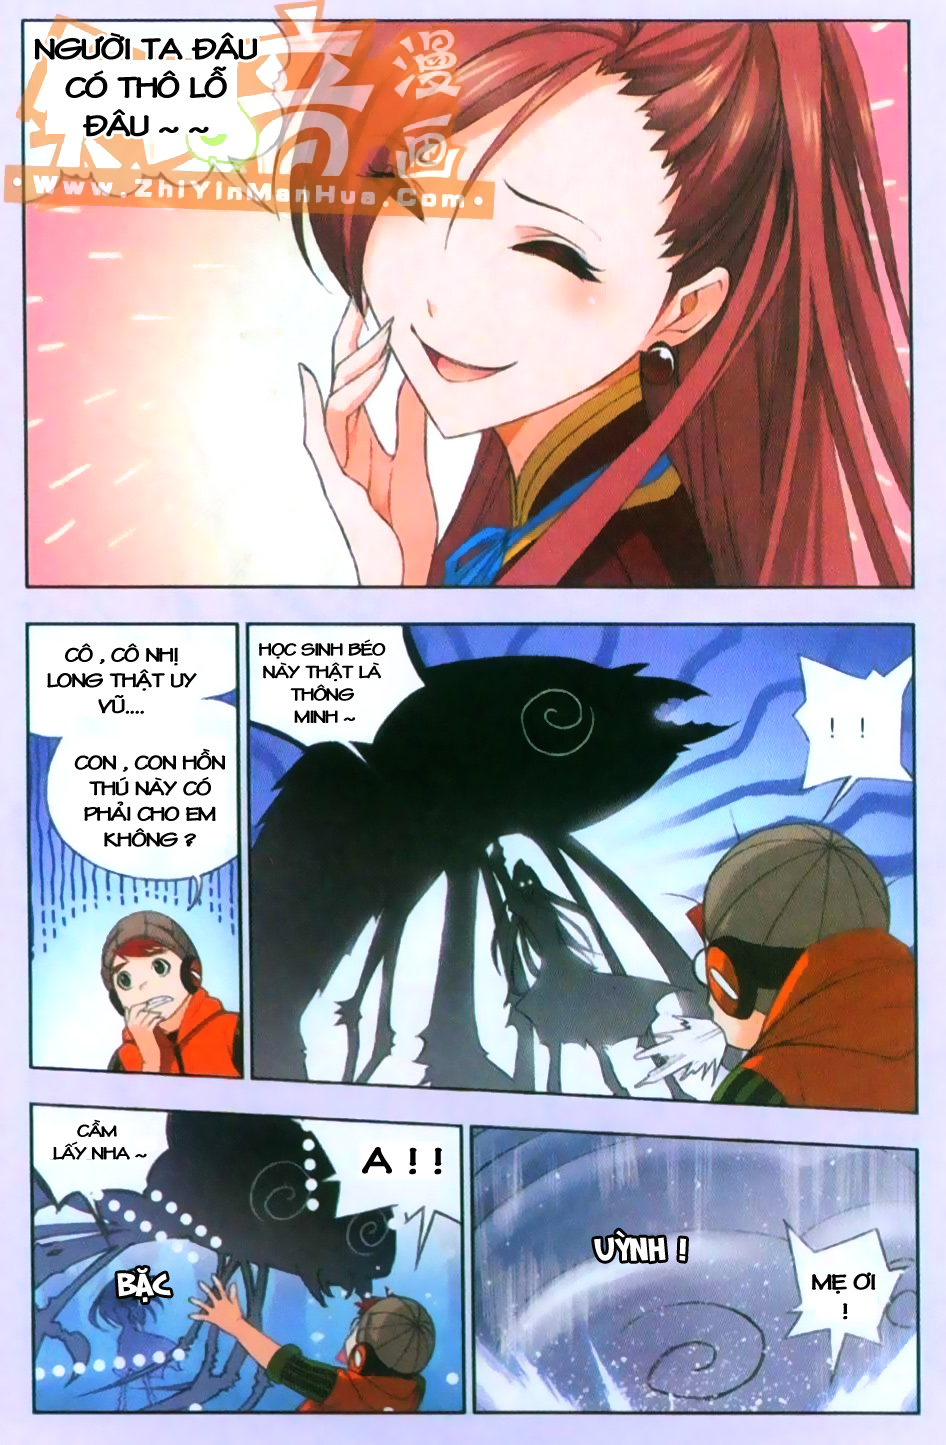 NGƯỜI TA ĐÂU
CÓ THÔ LỖ
ĐÂU ~ ~
漫
画
www.ZhiYinManHua.Com
CÔ , CÔ NHỊ
LONG THẬT UY
VŨ....
CON , CON HỒN
THÚ NÀY CÓ
PHẢI CHO EM
KHÔNG ?
HỌC SINH BÉO
NÀY THẬT LÀ
THÔNG
MINH ~
! !
CẦM
LẤY NHA ~
A ! !
BẶC
UỲNH !
MẸ ƠI
!